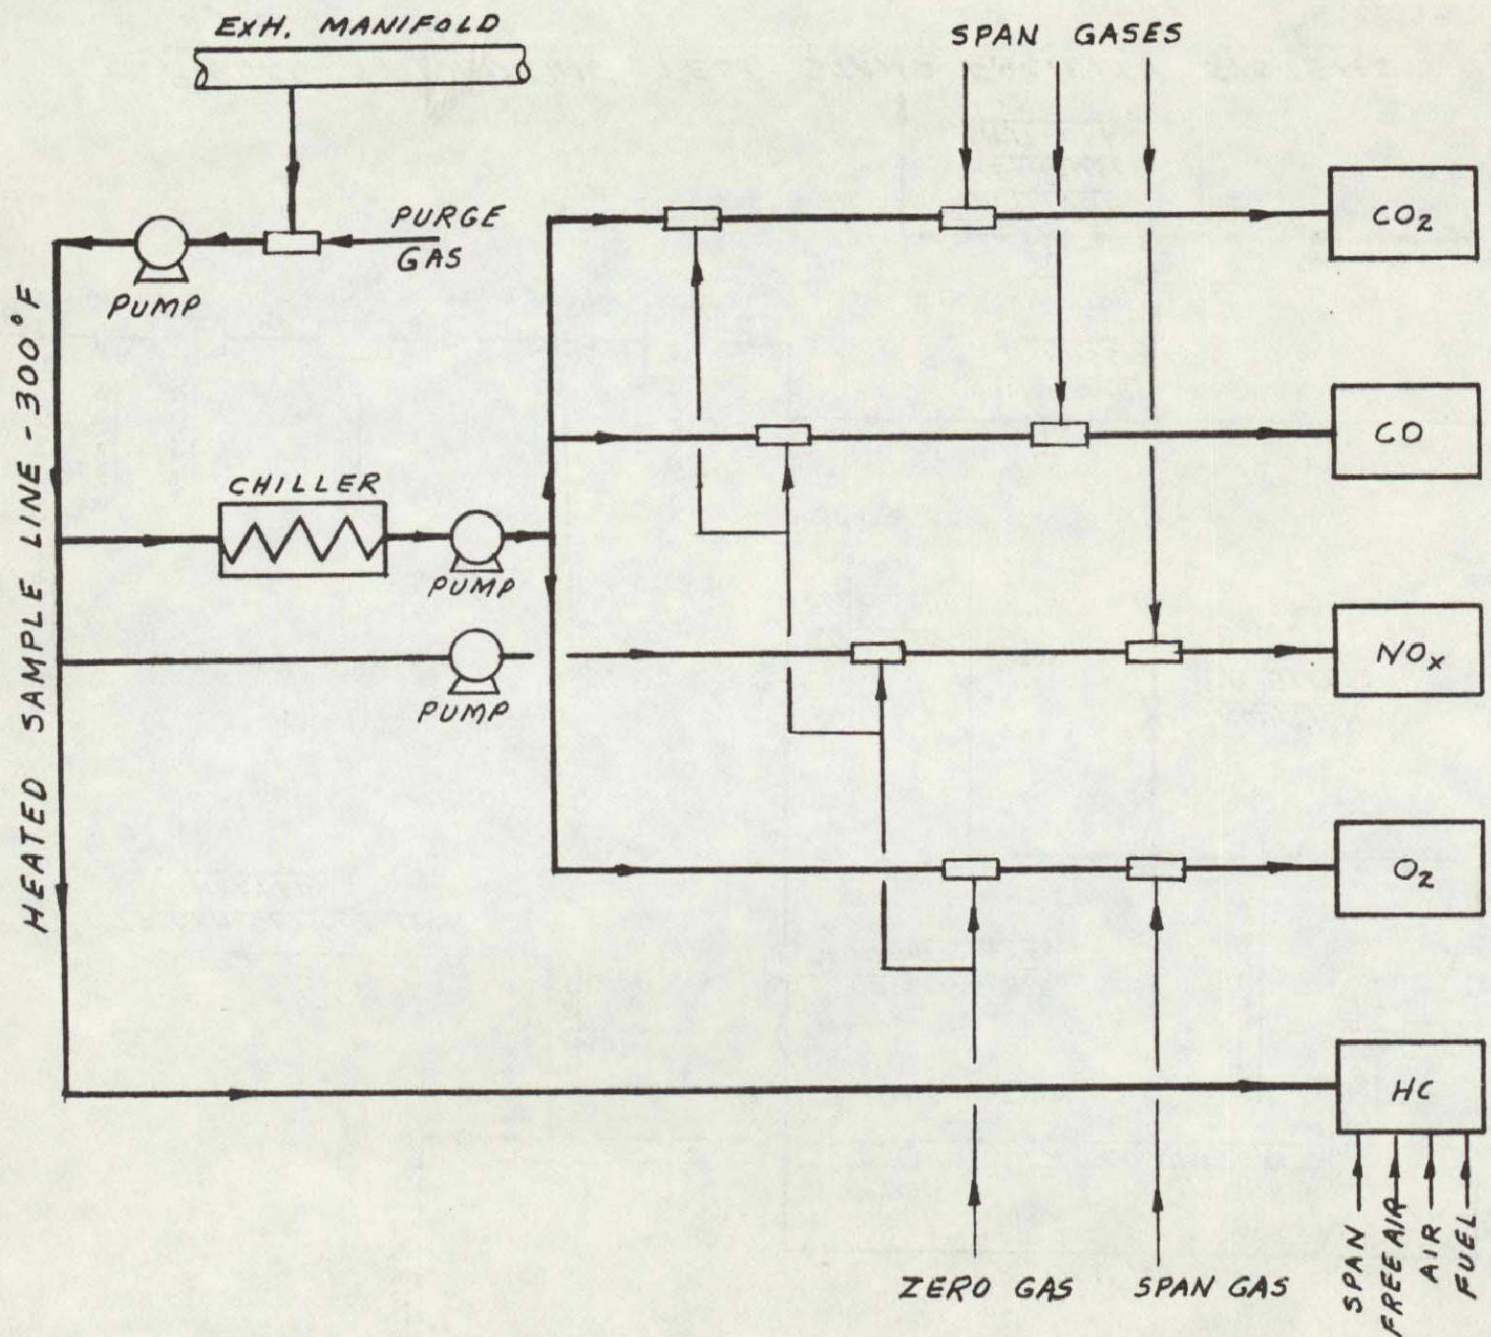 EXH. MANIFOLD
SPAN GASES
PURGE
GAS
PUMP
CO₂
HEATED SAMPLE LINE - 300°F
CO
CHILLER
PUMP
PUMP
NOx
O₂
HC
ZERO GAS
SPAN GAS
SPAN
FREE AIR
AIR
FUEL